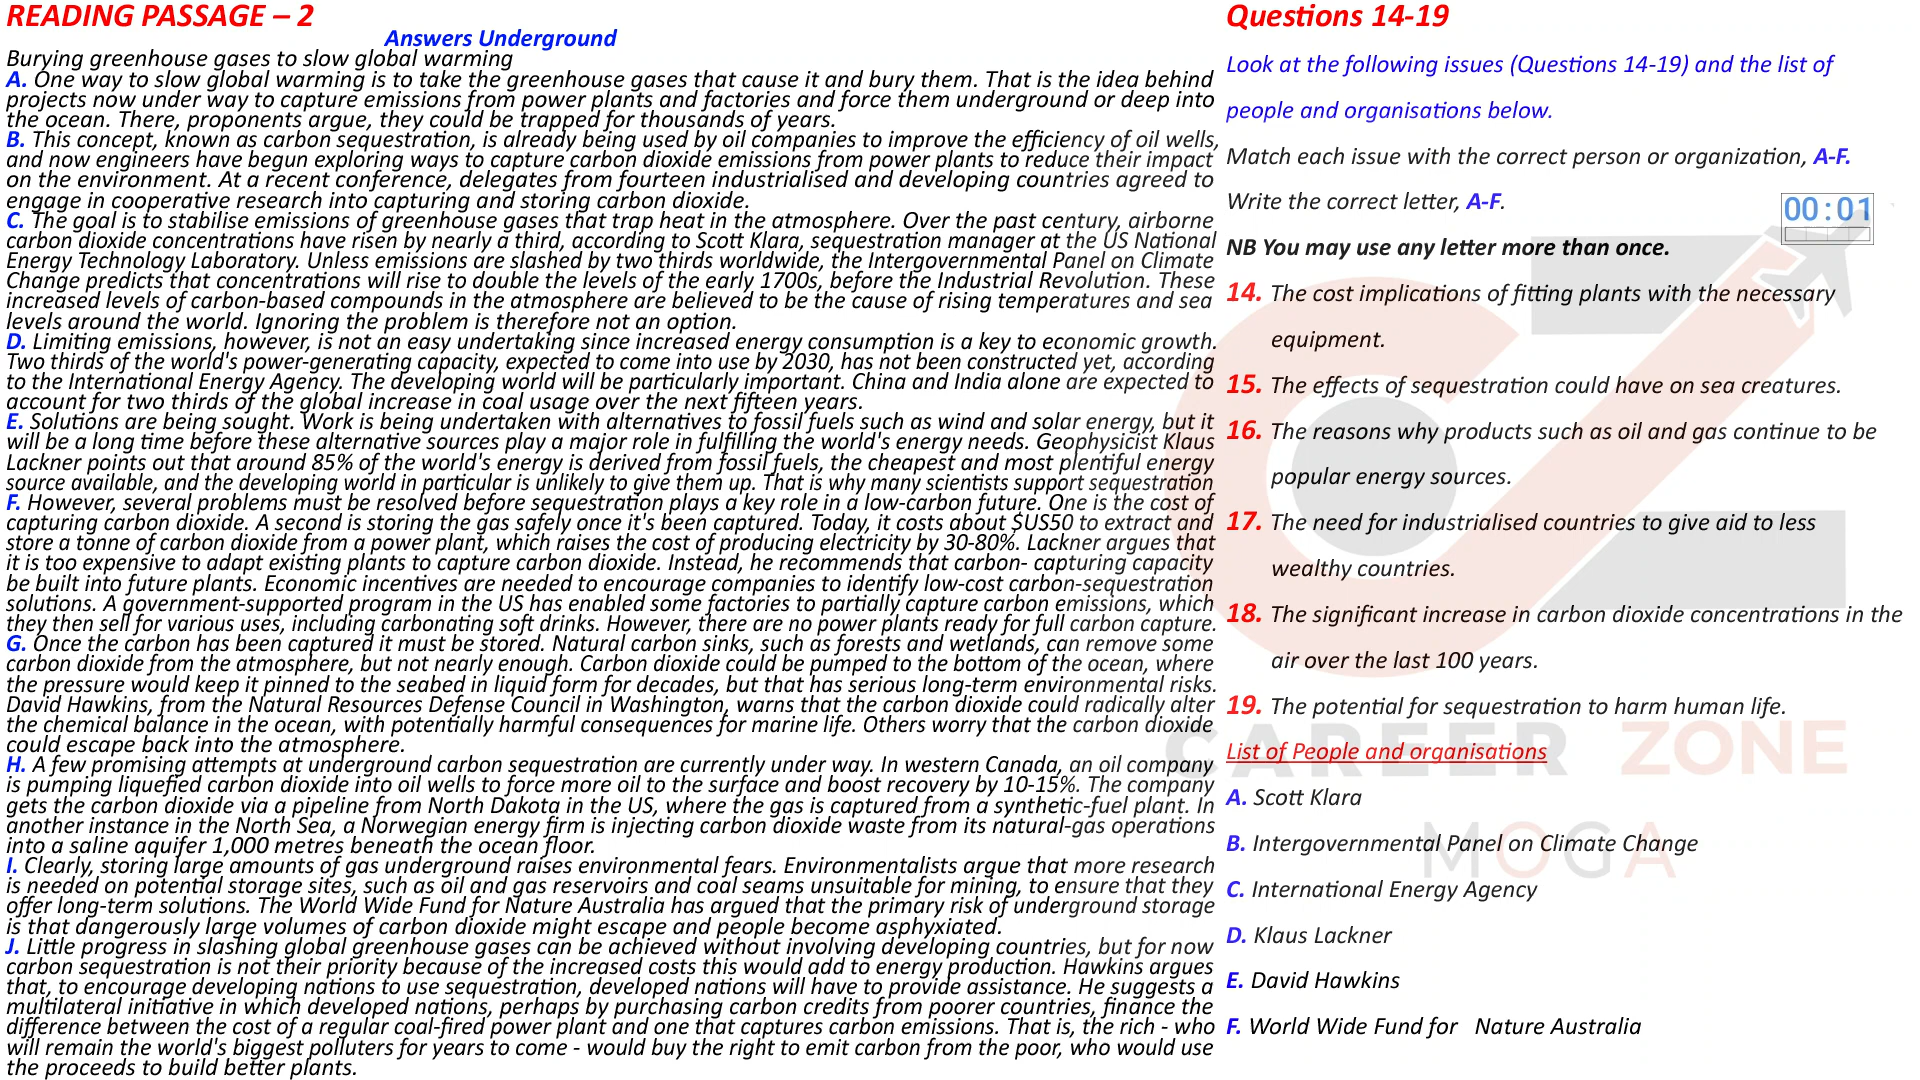 READING PASSAGE – 2
Answers Underground
Burying greenhouse gases to slow global warming
A. One way to slow global warming is to take the greenhouse gases that cause it and bury them. That is the idea behind
projects now under way to capture emissions from power plants and factories and force them underground or deep into
the ocean. There, proponents argue, they could be trapped for thousands of years.
B. This concept, known as carbon sequestration, is already being used by oil companies to improve the efficiency of oil wells,
and now engineers have begun exploring ways to capture carbon dioxide emissions from power plants to reduce their impact
on the environment. At a recent conference, delegates from fourteen industrialised and developing countries agreed to
engage in cooperative research into capturing and storing carbon dioxide.
C. The goal is to stabilise emissions of greenhouse gases that trap heat in the atmosphere. Over the past century, airborne
carbon dioxide concentrations have risen by nearly a third, according to Scott Klara, sequestration manager at the US National
Energy Technology Laboratory. Unless emissions are slashed by two thirds worldwide, the Intergovernmental Panel on Climate
Change predicts that concentrations will rise to double the levels of the early 1700s, before the Industrial Revolution. These
increased levels of carbon-based compounds in the atmosphere are believed to be the cause of rising temperatures and sea
levels around the world. Ignoring the problem is therefore not an option.
D. Limiting emissions, however, is not an easy undertaking since increased energy consumption is a key to economic growth.
Two thirds of the world's power-generating capacity, expected to come into use by 2030, has not been constructed yet, according
to the International Energy Agency. The developing world will be particularly important. China and India alone are expected to
account for two thirds of the global increase in coal usage over the next fifteen years.
E. Solutions are being sought. Work is being undertaken with alternatives to fossil fuels such as wind and solar energy, but it
will be a long time before these alternative sources play a major role in fulfilling the world's energy needs. Geophysicist Klaus
Lackner points out that around 85% of the world's energy is derived from fossil fuels, the cheapest and most plentiful energy
source available, and the developing world in particular is unlikely to give them up. That is why many scientists support sequestration
F. However, several problems must be resolved before sequestration plays a key role in a low-carbon future. One is the cost of
capturing carbon dioxide. A second is storing the gas safely once it's been captured. Today, it costs about $US50 to extract and
store a tonne of carbon dioxide from a power plant, which raises the cost of producing electricity by 30-80%. Lackner argues that
it is too expensive to adapt existing plants to capture carbon dioxide. Instead, he recommends that carbon- capturing capacity
be built into future plants. Economic incentives are needed to encourage companies to identify low-cost carbon-sequestration
solutions. A government-supported program in the US has enabled some factories to partially capture carbon emissions, which
they then sell for various uses, including carbonating soft drinks. However, there are no power plants ready for full carbon capture.
G. Once the carbon has been captured it must be stored. Natural carbon sinks, such as forests and wetlands, can remove some
carbon dioxide from the atmosphere, but not nearly enough. Carbon dioxide could be pumped to the bottom of the ocean, where
the pressure would keep it pinned to the seabed in liquid form for decades, but that has serious long-term environmental risks.
David Hawkins, from the Natural Resources Defense Council in Washington, warns that the carbon dioxide could radically alter
the chemical balance in the ocean, with potentially harmful consequences for marine life. Others worry that the carbon dioxide
could escape back into the atmosphere.
H. A few promising attempts at underground carbon sequestration are currently under way. In western Canada, an oil company
is pumping liquefied carbon dioxide into oil wells to force more oil to the surface and boost recovery by 10-15%. The company
gets the carbon dioxide via a pipeline from North Dakota in the US, where the gas is captured from a synthetic-fuel plant. In
another instance in the North Sea, a Norwegian energy firm is injecting carbon dioxide waste from its natural-gas operations
into a saline aquifer 1,000 metres beneath the ocean floor.
I. Clearly, storing large amounts of gas underground raises environmental fears. Environmentalists argue that more research
is needed on potential storage sites, such as oil and gas reservoirs and coal seams unsuitable for mining, to ensure that they
offer long-term solutions. The World Wide Fund for Nature Australia has argued that the primary risk of underground storage
is that dangerously large volumes of carbon dioxide might escape and people become asphyxiated.
J. Little progress in slashing global greenhouse gases can be achieved without involving developing countries, but for now
carbon sequestration is not their priority because of the increased costs this would add to energy production. Hawkins argues
that, to encourage developing nations to use sequestration, developed nations will have to provide assistance. He suggests a
multilateral initiative in which developed nations, perhaps by purchasing carbon credits from poorer countries, finance the
difference between the cost of a regular coal-fired power plant and one that captures carbon emissions. That is, the rich - who
will remain the world's biggest polluters for years to come - would buy the right to emit carbon from the poor, who would use
the proceeds to build better plants.
Questions 14-19
Look at the following issues (Questions 14-19) and the list of
people and organisations below.
Match each issue with the correct person or organization, A-F.
Write the correct letter, A-F.
00:01
NB You may use any letter more than once.
14. The cost implications of fitting plants with the necessary
equipment.
15. The effects of sequestration could have on sea creatures.
16. The reasons why products such as oil and gas continue to be
popular energy sources.
17. The need for industrialised countries to give aid to less
wealthy countries.
18. The significant increase in carbon dioxide concentrations in the
air over the last 100 years.
19. The potential for sequestration to harm human life.
CAREER ZONE
List of People and organisations
A. Scott Klara
MOGA
B. Intergovernmental Panel on Climate Change
C. International Energy Agency
D. Klaus Lackner
E. David Hawkins
F. World Wide Fund for Nature Australia